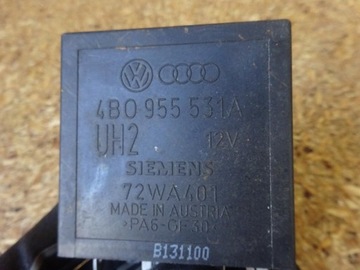 4B0 955 531A
UH2 12V
SIEMENS
72WA401
MADE IN AUSTRIA
>PA6-GF30<
B131100